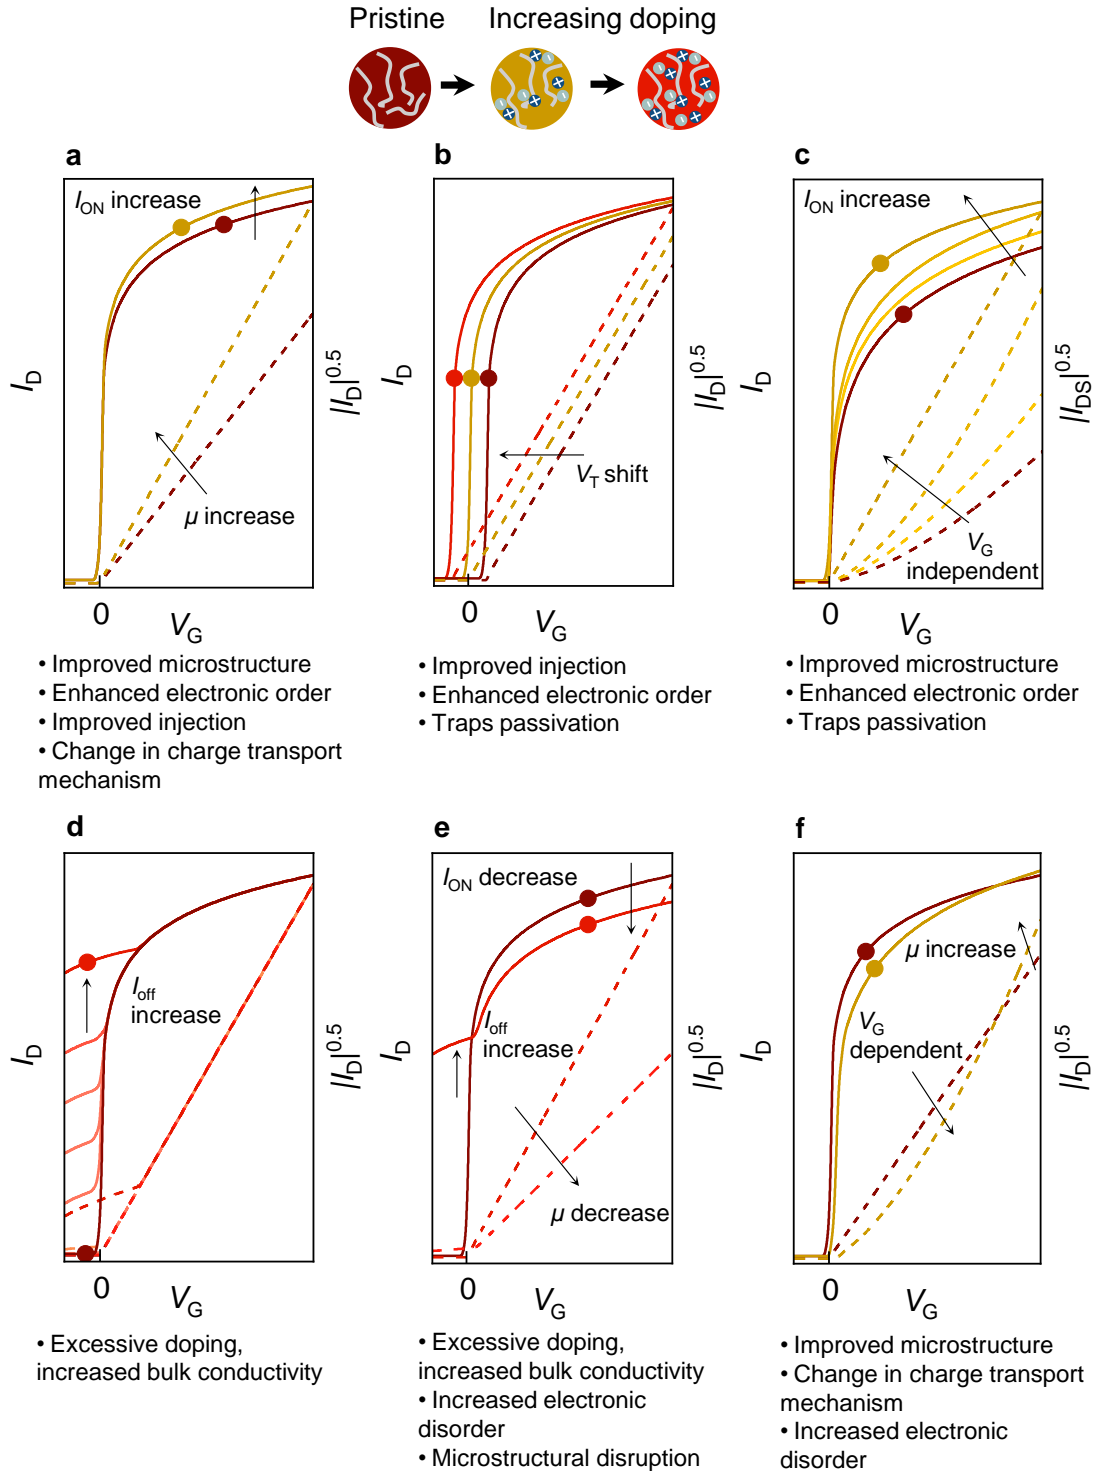 Pristine
Increasing doping
a
I_ON increase
μ increase
I_D
|I_D|^0.5
0
V_G
• Improved microstructure
• Enhanced electronic order
• Improved injection
• Change in charge transport
mechanism
b
V_T shift
I_D
|I_D|^0.5
0
V_G
• Improved injection
• Enhanced electronic order
• Traps passivation
c
I_ON increase
V_G
independent
I_D
|I_DS|^0.5
0
V_G
• Improved microstructure
• Enhanced electronic order
• Traps passivation
d
I_off
increase
I_D
|I_D|^0.5
0
V_G
• Excessive doping,
increased bulk conductivity
e
I_ON decrease
I_off
increase
μ decrease
I_D
|I_D|^0.5
0
V_G
• Excessive doping,
increased bulk conductivity
• Increased electronic
disorder
• Microstructural disruption
f
μ increase
V_G
dependent
I_D
|I_D|^0.5
0
V_G
• Improved microstructure
• Change in charge transport
mechanism
• Increased electronic
disorder